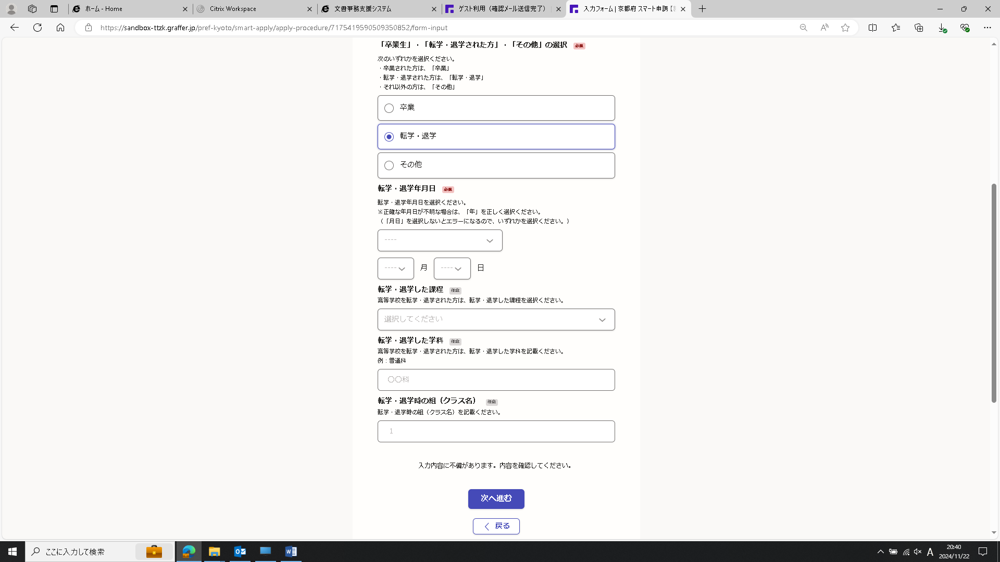 ホーム - Home
Citrix Workspace
文書事務支援システム
ゲスト利用（確認メール送信完了）
入力フォーム | 京都府 スマート申請
https://sandbox-ttzk.graffer.jp/pref-kyoto/smart-apply/apply-procedure/7175419590509350852/form-input
「卒業生」・「転学・退学された方」・「その他」の選択 必須
次のいずれかを選択ください。
・卒業された方は、「卒業」
・転学・退学された方は、「転学・退学」
・それ以外の方は、「その他」
卒業
転学・退学
その他
転学・退学年月日 必須
転学・退学年月日を選択ください。
※正確な年月日が不明な場合は、「年」を正しく選択ください。
（「月日」を選択しないとエラーになるので、いずれかを選択ください。）
----
---- 月 ---- 日
転学・退学した課程 任意
高等学校を転学・退学された方は、転学・退学した課程を選択ください。
選択してください
転学・退学した学科 任意
高等学校を転学・退学された方は、転学・退学した学科を記載ください。
例：普通科
〇〇科
転学・退学時の組（クラス名） 任意
転学・退学時の組（クラス名）を記載ください。
1
入力内容に不備があります。内容を確認してください。
次へ進む
戻る
ここに入力して検索
A
20:40
2024/11/22